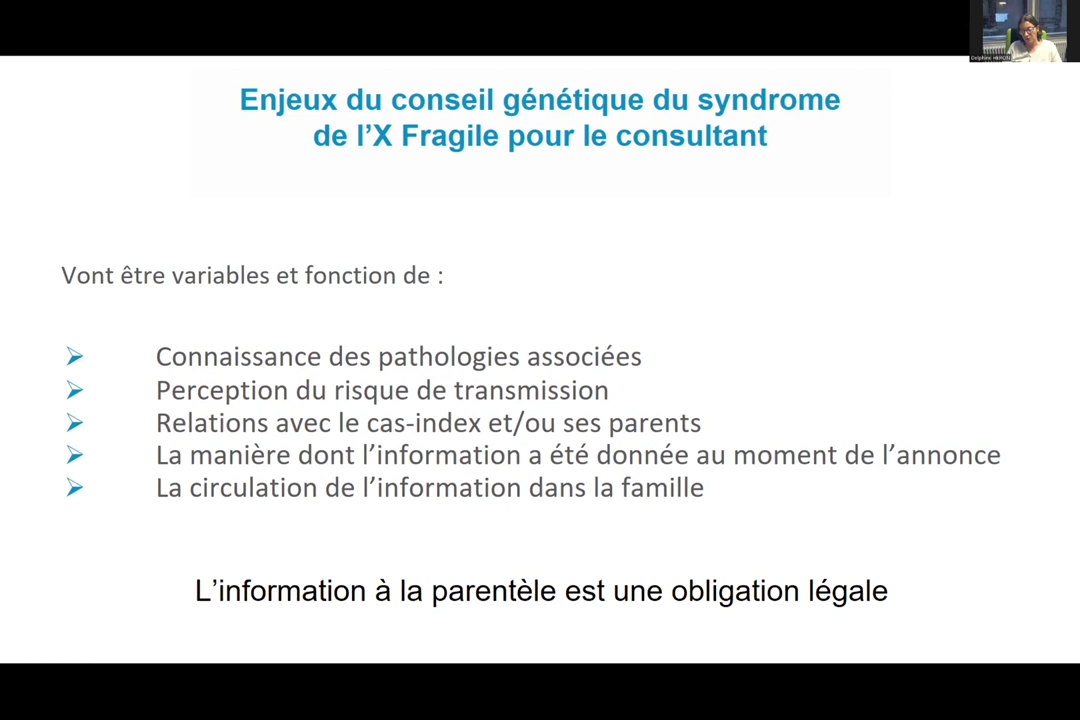 Delphine HERON
Enjeux du conseil génétique du syndrome
de l’X Fragile pour le consultant
Vont être variables et fonction de :
Connaissance des pathologies associées
Perception du risque de transmission
Relations avec le cas-index et/ou ses parents
La manière dont l’information a été donnée au moment de l’annonce
La circulation de l’information dans la famille
L’information à la parentèle est une obligation légale